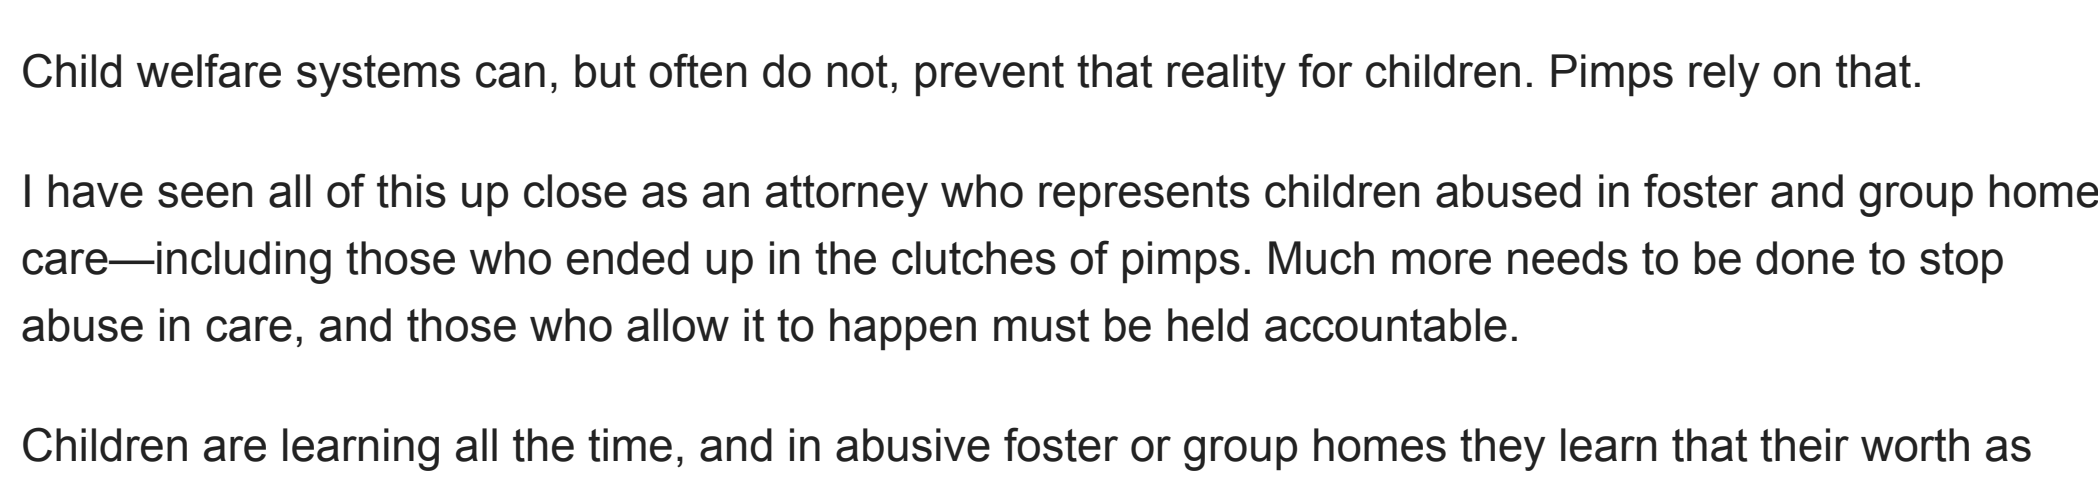 Child welfare systems can, but often do not, prevent that reality for children. Pimps rely on that.
I have seen all of this up close as an attorney who represents children abused in foster and group home
care—including those who ended up in the clutches of pimps. Much more needs to be done to stop
abuse in care, and those who allow it to happen must be held accountable.
Children are learning all the time, and in abusive foster or group homes they learn that their worth as